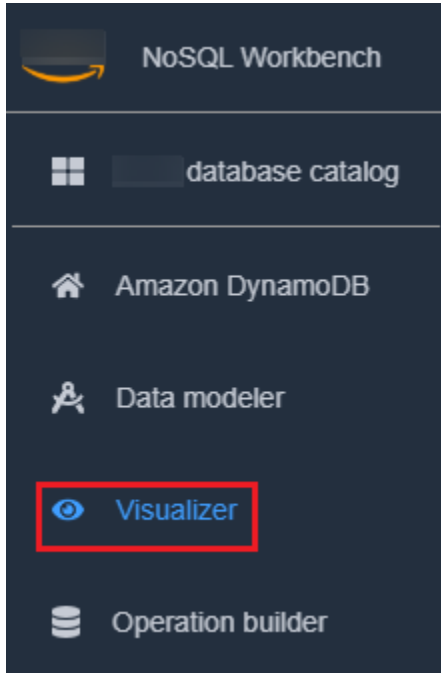 NoSQL Workbench
database catalog
Amazon DynamoDB
Data modeler
Visualizer
Operation builder